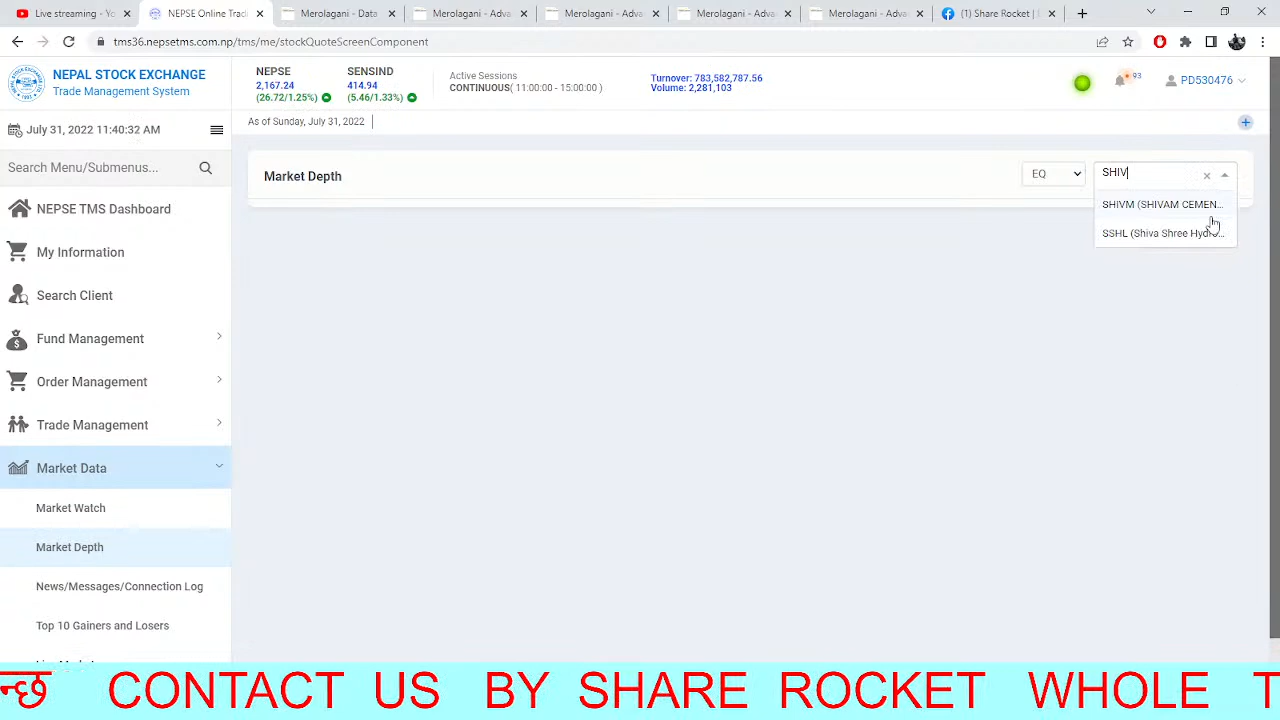 Live streaming - Yo
NEPSE Online Trad
Merolagani - Data
Merolagani - Adva
Merolagani - Adva
Merolagani - Adva
Merolagani - Adva
(1) Share Rocket | L
tms36.nepsetms.com.np/tms/me/stockQuoteScreenComponent
NEPAL STOCK EXCHANGE
Trade Management System
NEPSE
2,167.24
(26.72/1.25%)
SENSIND
414.94
(5.46/1.33%)
Active Sessions
CONTINUOUS( 11:00:00 - 15:00:00 )
Turnover: 783,582,787.56
Volume: 2,281,103
93
PD530476
July 31, 2022 11:40:32 AM
As of Sunday, July 31, 2022
Search Menu/Submenus...
Market Depth
EQ
SHIV
SHIVM (SHIVAM CEMEN...
SSHL (Shiva Shree Hydro...
NEPSE TMS Dashboard
My Information
Search Client
Fund Management
Order Management
Trade Management
Market Data
Market Watch
Market Depth
News/Messages/Connection Log
Top 10 Gainers and Losers
न्छ CONTACT US BY SHARE ROCKET WHOLE T